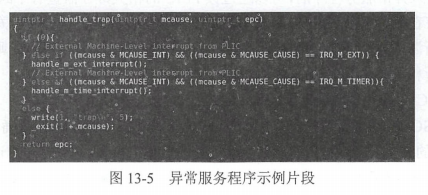 uintptr_t handle_trap(uintptr_t mcause, uintptr_t epc)
{
if (0){
// External Machine-Level interrupt from PLIC
} else if ((mcause & MCAUSE_INT) && ((mcause & MCAUSE_CAUSE) == IRQ_M_EXT)) {
handle_m_ext_interrupt();
// External Machine-Level interrupt from PLIC
} else if ((mcause & MCAUSE_INT) && ((mcause & MCAUSE_CAUSE) == IRQ_M_TIMER)){
handle_m_time_interrupt();
}
else {
write(1, "trap\n", 5);
_exit(1 + mcause);
}
return epc;
}
图 13-5 异常服务程序示例片段